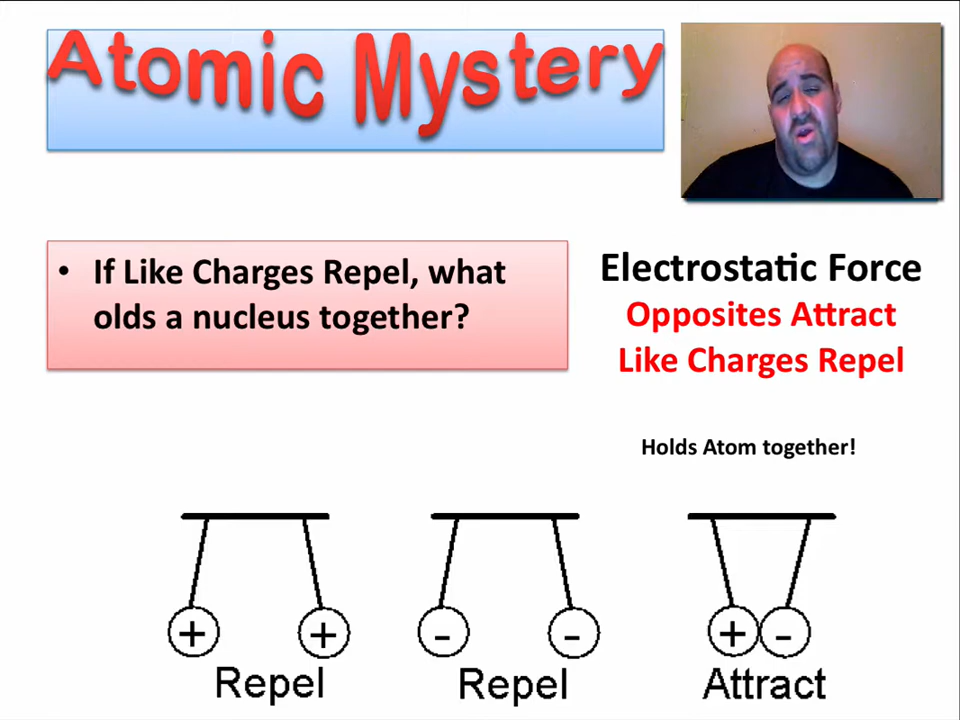 Atomic Mystery
• If Like Charges Repel, what
olds a nucleus together?
Electrostatic Force
Opposites Attract
Like Charges Repel
Holds Atom together!
+ + - - + -
Repel Repel Attract